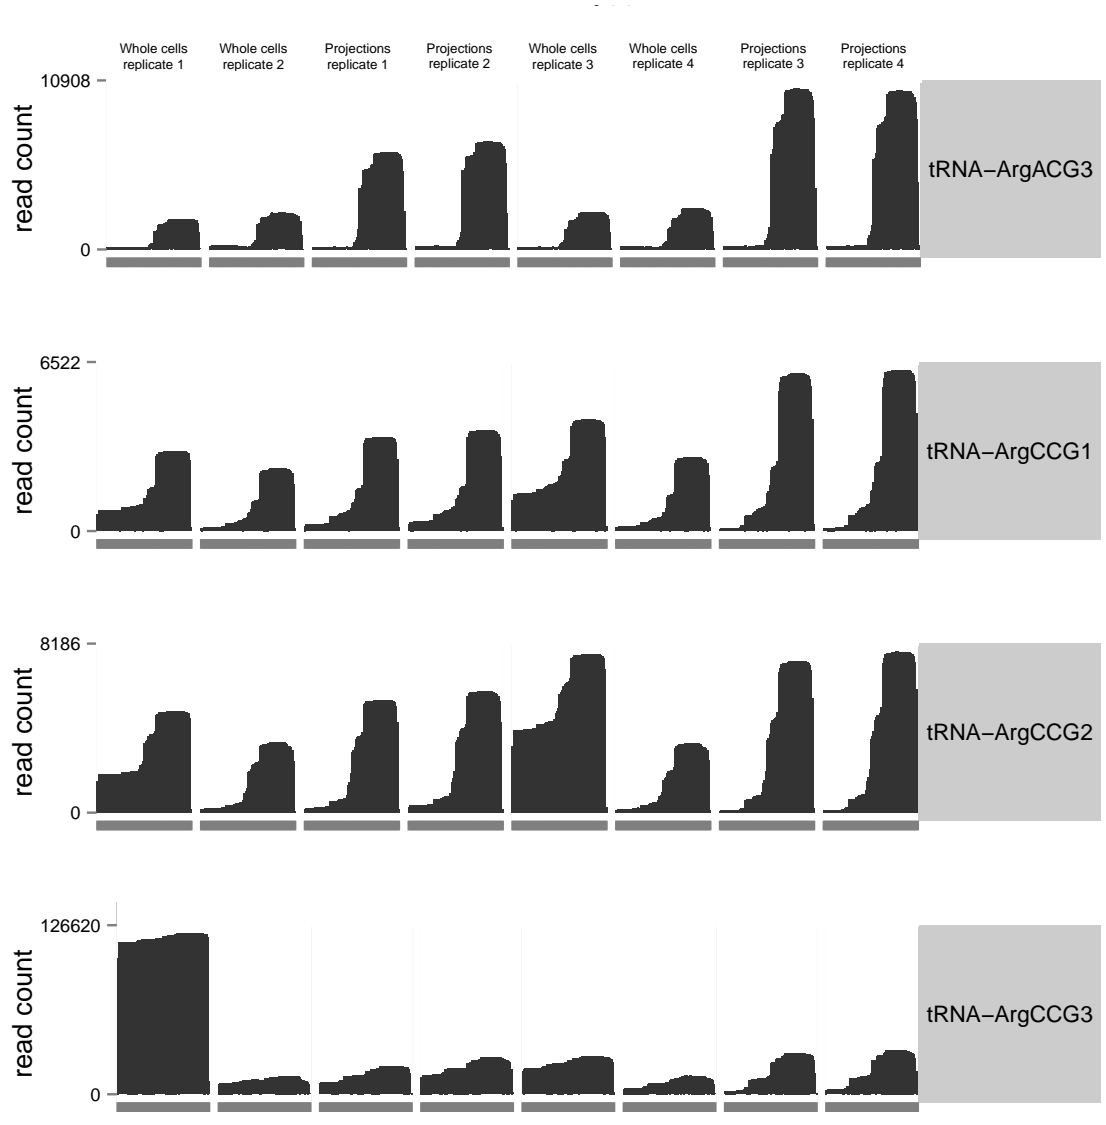 Whole cells replicate 1
Whole cells replicate 2
Projections replicate 1
Projections replicate 2
Whole cells replicate 3
Whole cells replicate 4
Projections replicate 3
Projections replicate 4
10908
read count
0
tRNA−ArgACG3
6522
read count
0
tRNA−ArgCCG1
8186
read count
0
tRNA−ArgCCG2
126620
read count
0
tRNA−ArgCCG3